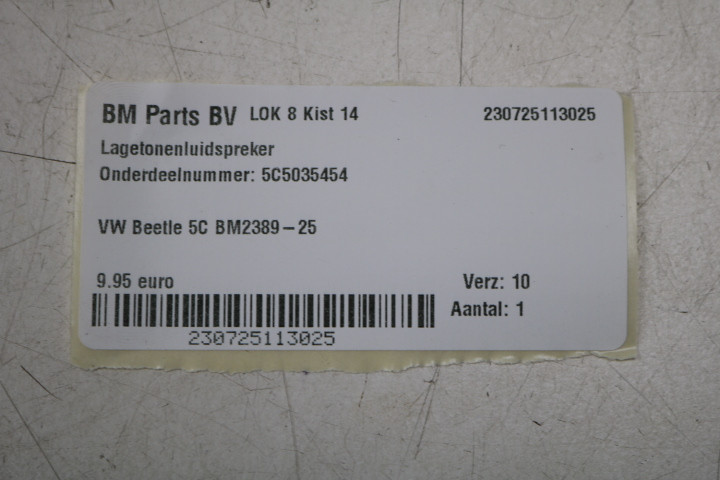 BM Parts BV LOK 8 Kist 14 230725113025
Lagetonenluidspreker
Onderdeelnummer: 5C5035454
VW Beetle 5C BM2389-25
9.95 euro Verz: 10
Aantal: 1
230725113025